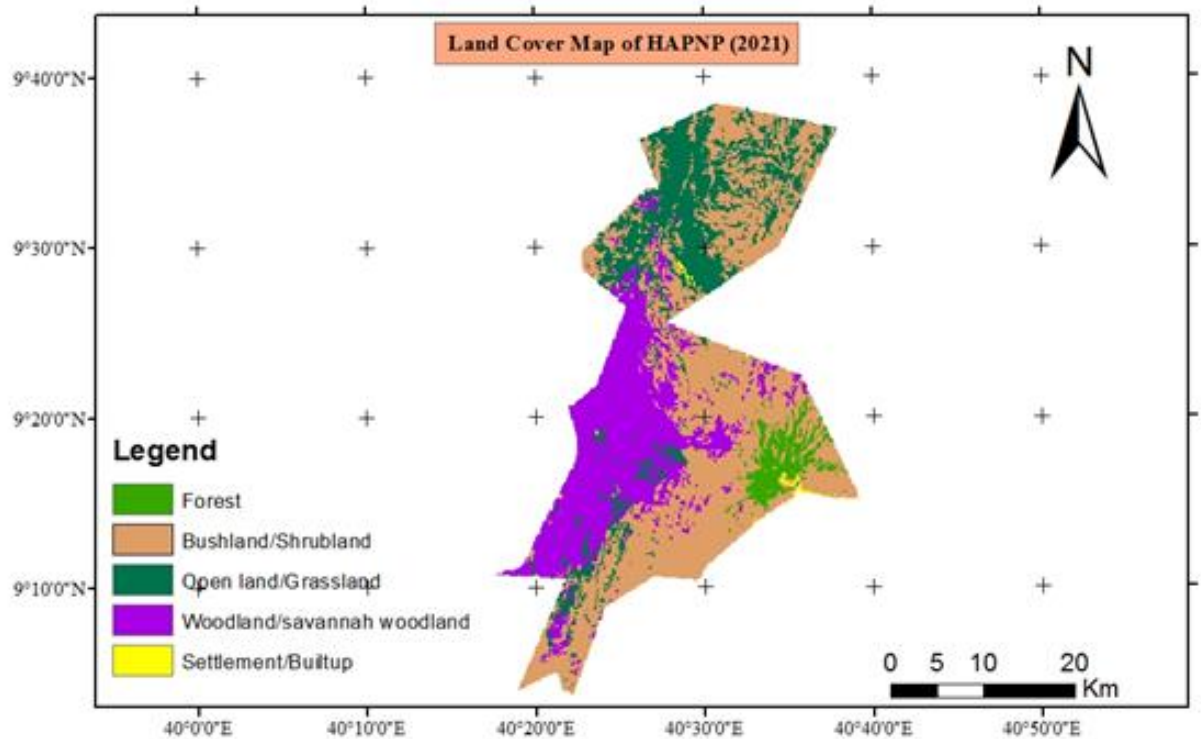 Land Cover Map of HAPNP (2021)
N
9°40'0"N
9°30'0"N
9°20'0"N
9°10'0"N
Legend
Forest
Bushland/Shrubland
Open land/Grassland
Woodland/savannah woodland
Settlement/Builtup
0 5 10 20
Km
40°0'0"E 40°10'0"E 40°20'0"E 40°30'0"E 40°40'0"E 40°50'0"E